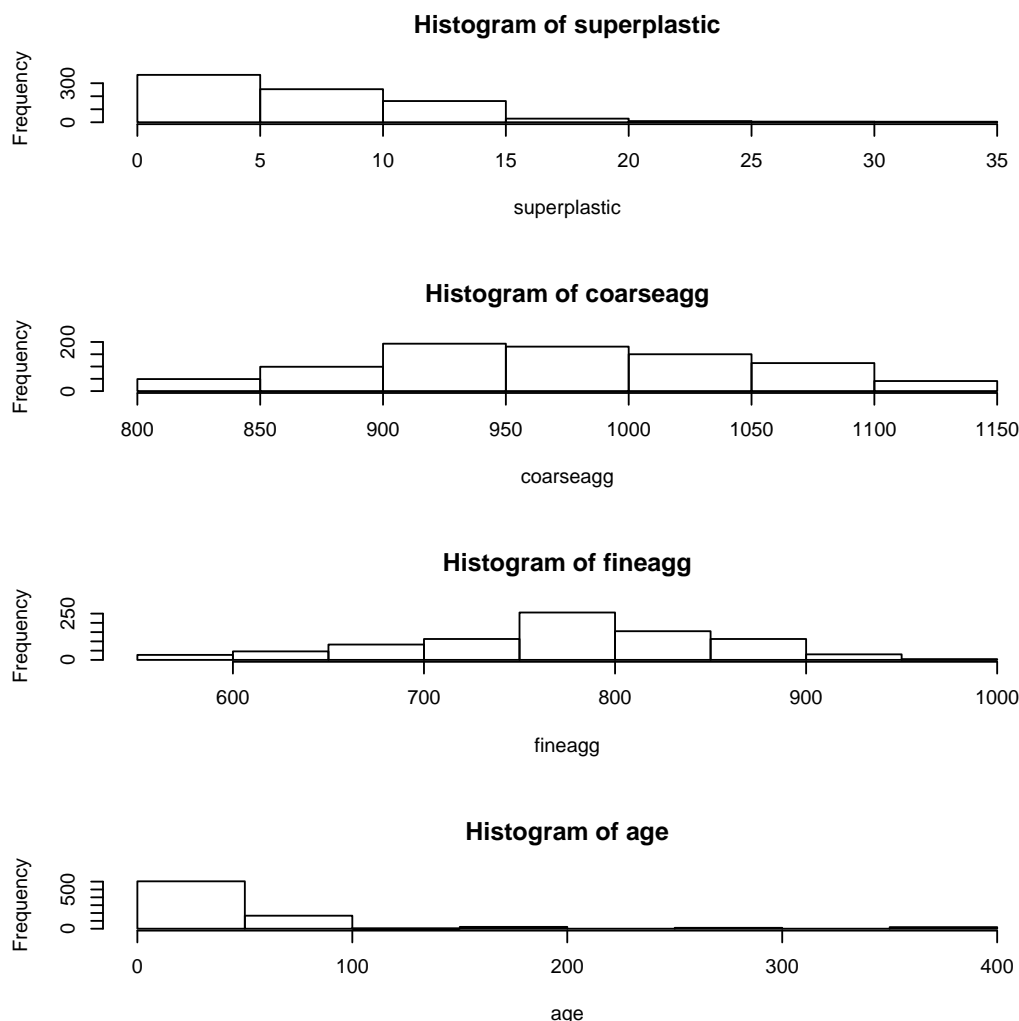 Histogram of superplastic
Frequency
300
0
0 5 10 15 20 25 30 35
superplastic
Histogram of coarseagg
Frequency
200
0
800 850 900 950 1000 1050 1100 1150
coarseagg
Histogram of fineagg
Frequency
250
0
600 700 800 900 1000
fineagg
Histogram of age
Frequency
500
0
0 100 200 300 400
age